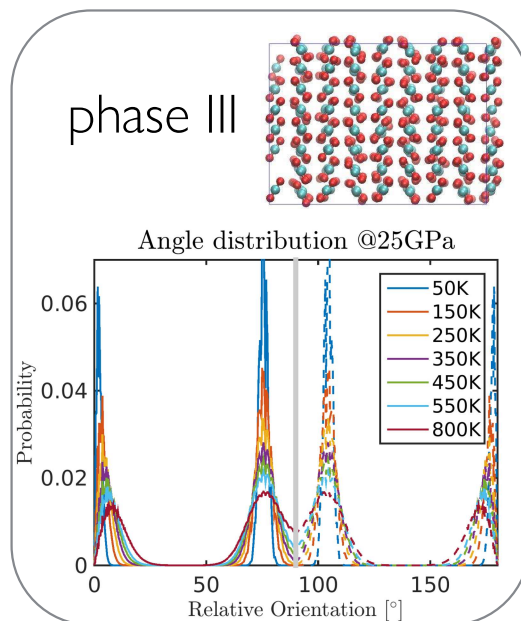 phase III
Angle distribution @25GPa
0.06
0.04
0.02
0
Probability
50K
150K
250K
350K
450K
550K
800K
0 50 100 150
Relative Orientation [°]